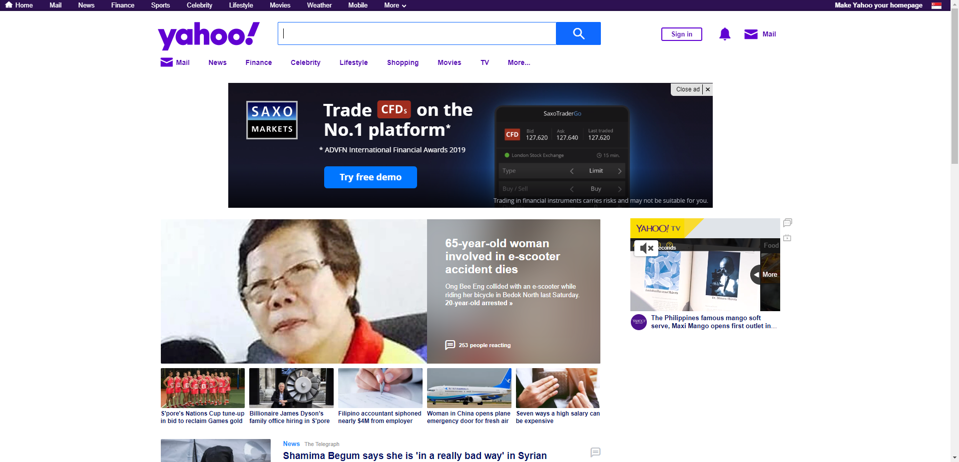 Home Mail News Finance Sports Celebrity Lifestyle Movies Weather Mobile More Make Yahoo your homepage
yahoo!
Sign in Mail
Mail News Finance Celebrity Lifestyle Shopping Movies TV More...
Close ad
SAXO
MARKETS
Trade CFDs on the
No.1 platform*
* ADVFN International Financial Awards 2019
Try free demo
SaxoTraderGo
CFD
Bid Ask Last traded
127.620 127.640 127.620
London Stock Exchange 15 min.
Type Limit
Buy / Sell Buy
Trading in financial instruments carries risks and may not be suitable for you.
65-year-old woman
involved in e-scooter
accident dies
Ong Bee Eng collided with an e-scooter while
riding her bicycle in Bedok North last Saturday.
20-year-old arrested »
253 people reacting
YAHOO! TV
Food
More
The Philippines famous mango soft
serve, Maxi Mango opens first outlet in...
S'pore's Nations Cup tune-up
in bid to reclaim Games gold
Billionaire James Dyson's
family office hiring in S'pore
Filipino accountant siphoned
nearly $4M from employer
Woman in China opens plane
emergency door for fresh air
Seven ways a high salary can
be expensive
News The Telegraph
Shamima Begum says she is 'in a really bad way' in Syrian